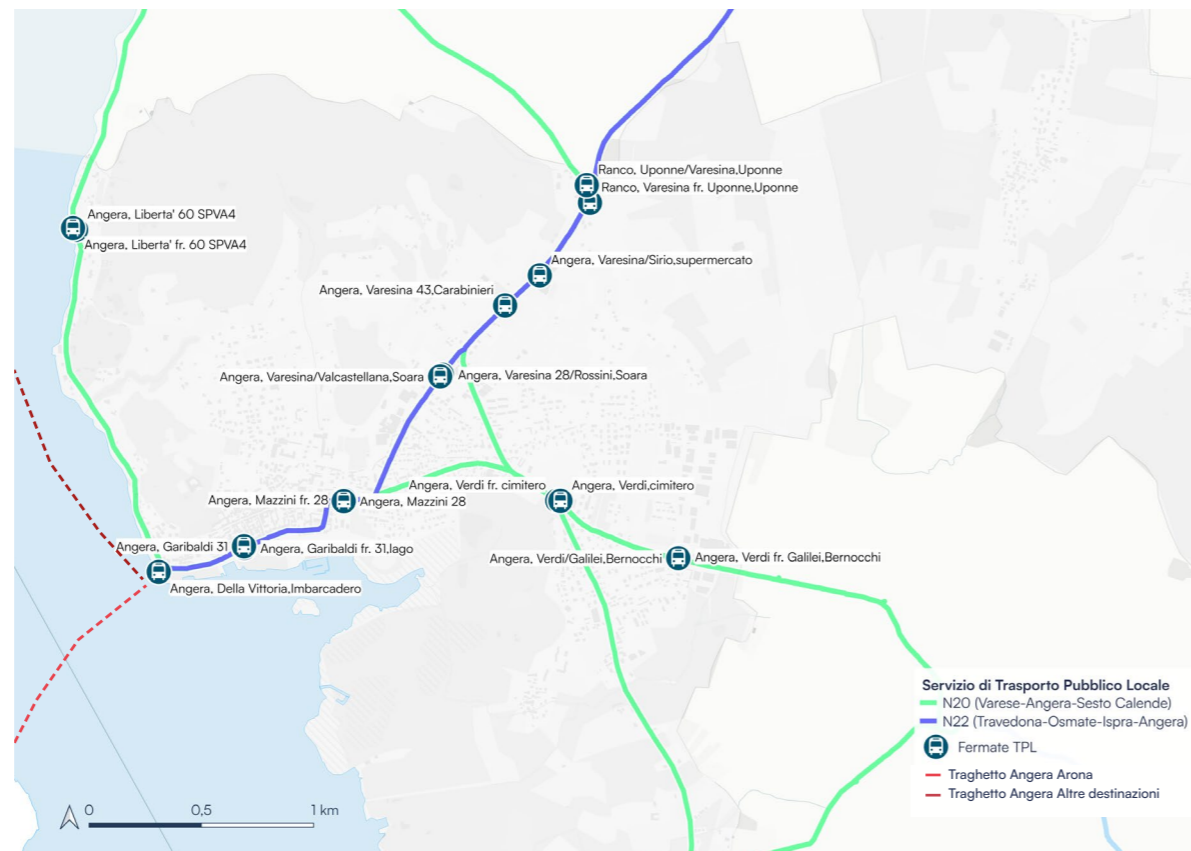 Ranco, Uponne/Varesina,Uponne
Ranco, Varesina fr. Uponne,Uponne
Angera, Liberta' 60 SPVA4
Angera, Liberta' fr. 60 SPVA4
Angera, Varesina/Sirio,supermercato
Angera, Varesina 43,Carabinieri
Angera, Varesina/Valcastellana,Soara
Angera, Varesina 28/Rossini,Soara
Angera, Verdi fr. cimitero
Angera, Verdi,cimitero
Angera, Mazzini fr. 28
Angera, Mazzini 28
Angera, Garibaldi 31
Angera, Garibaldi fr. 31,lago
Angera, Verdi/Galilei,Bernocchi
Angera, Verdi fr. Galilei,Bernocchi
Angera, Della Vittoria,Imbarcadero
Servizio di Trasporto Pubblico Locale
N20 (Varese-Angera-Sesto Calende)
N22 (Travedona-Osmate-Ispra-Angera)
Fermate TPL
Traghetto Angera Arona
Traghetto Angera Altre destinazioni
0 0,5 1 km